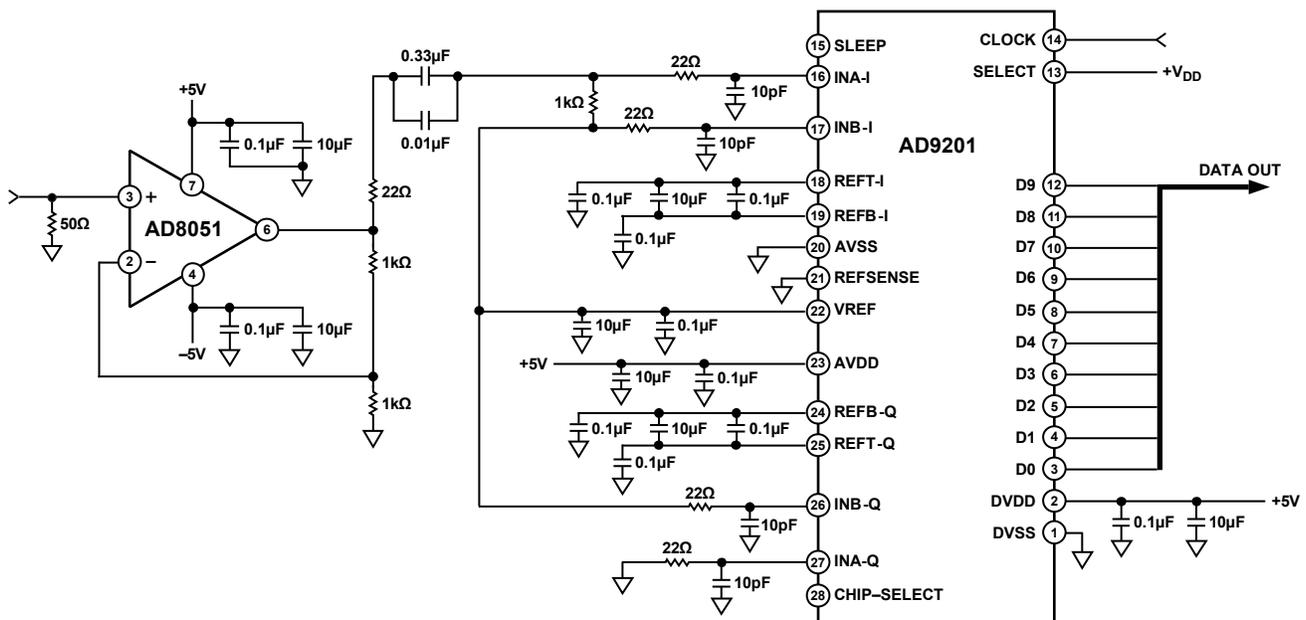 +5V
0.1µF
10µF
3
+
7
AD8051
6
50Ω
2
−
4
0.1µF
10µF
–5V
22Ω
1kΩ
1kΩ
0.33µF
0.01µF
1kΩ
22Ω
10pF
22Ω
10pF
0.1µF
10µF
0.1µF
0.1µF
10µF
0.1µF
+5V
10µF
0.1µF
0.1µF
10µF
0.1µF
0.1µF
22Ω
10pF
22Ω
10pF
AD9201
15 SLEEP
16 INA-I
17 INB-I
18 REFT-I
19 REFB-I
20 AVSS
21 REFSENSE
22 VREF
23 AVDD
24 REFB-Q
25 REFT-Q
26 INB-Q
27 INA-Q
28 CHIP–SELECT
CLOCK 14
SELECT 13 +VDD
DATA OUT
D9 12
D8 11
D7 10
D6 9
D5 8
D4 7
D3 6
D2 5
D1 4
D0 3
DVDD 2 +5V
DVSS 1
0.1µF
10µF